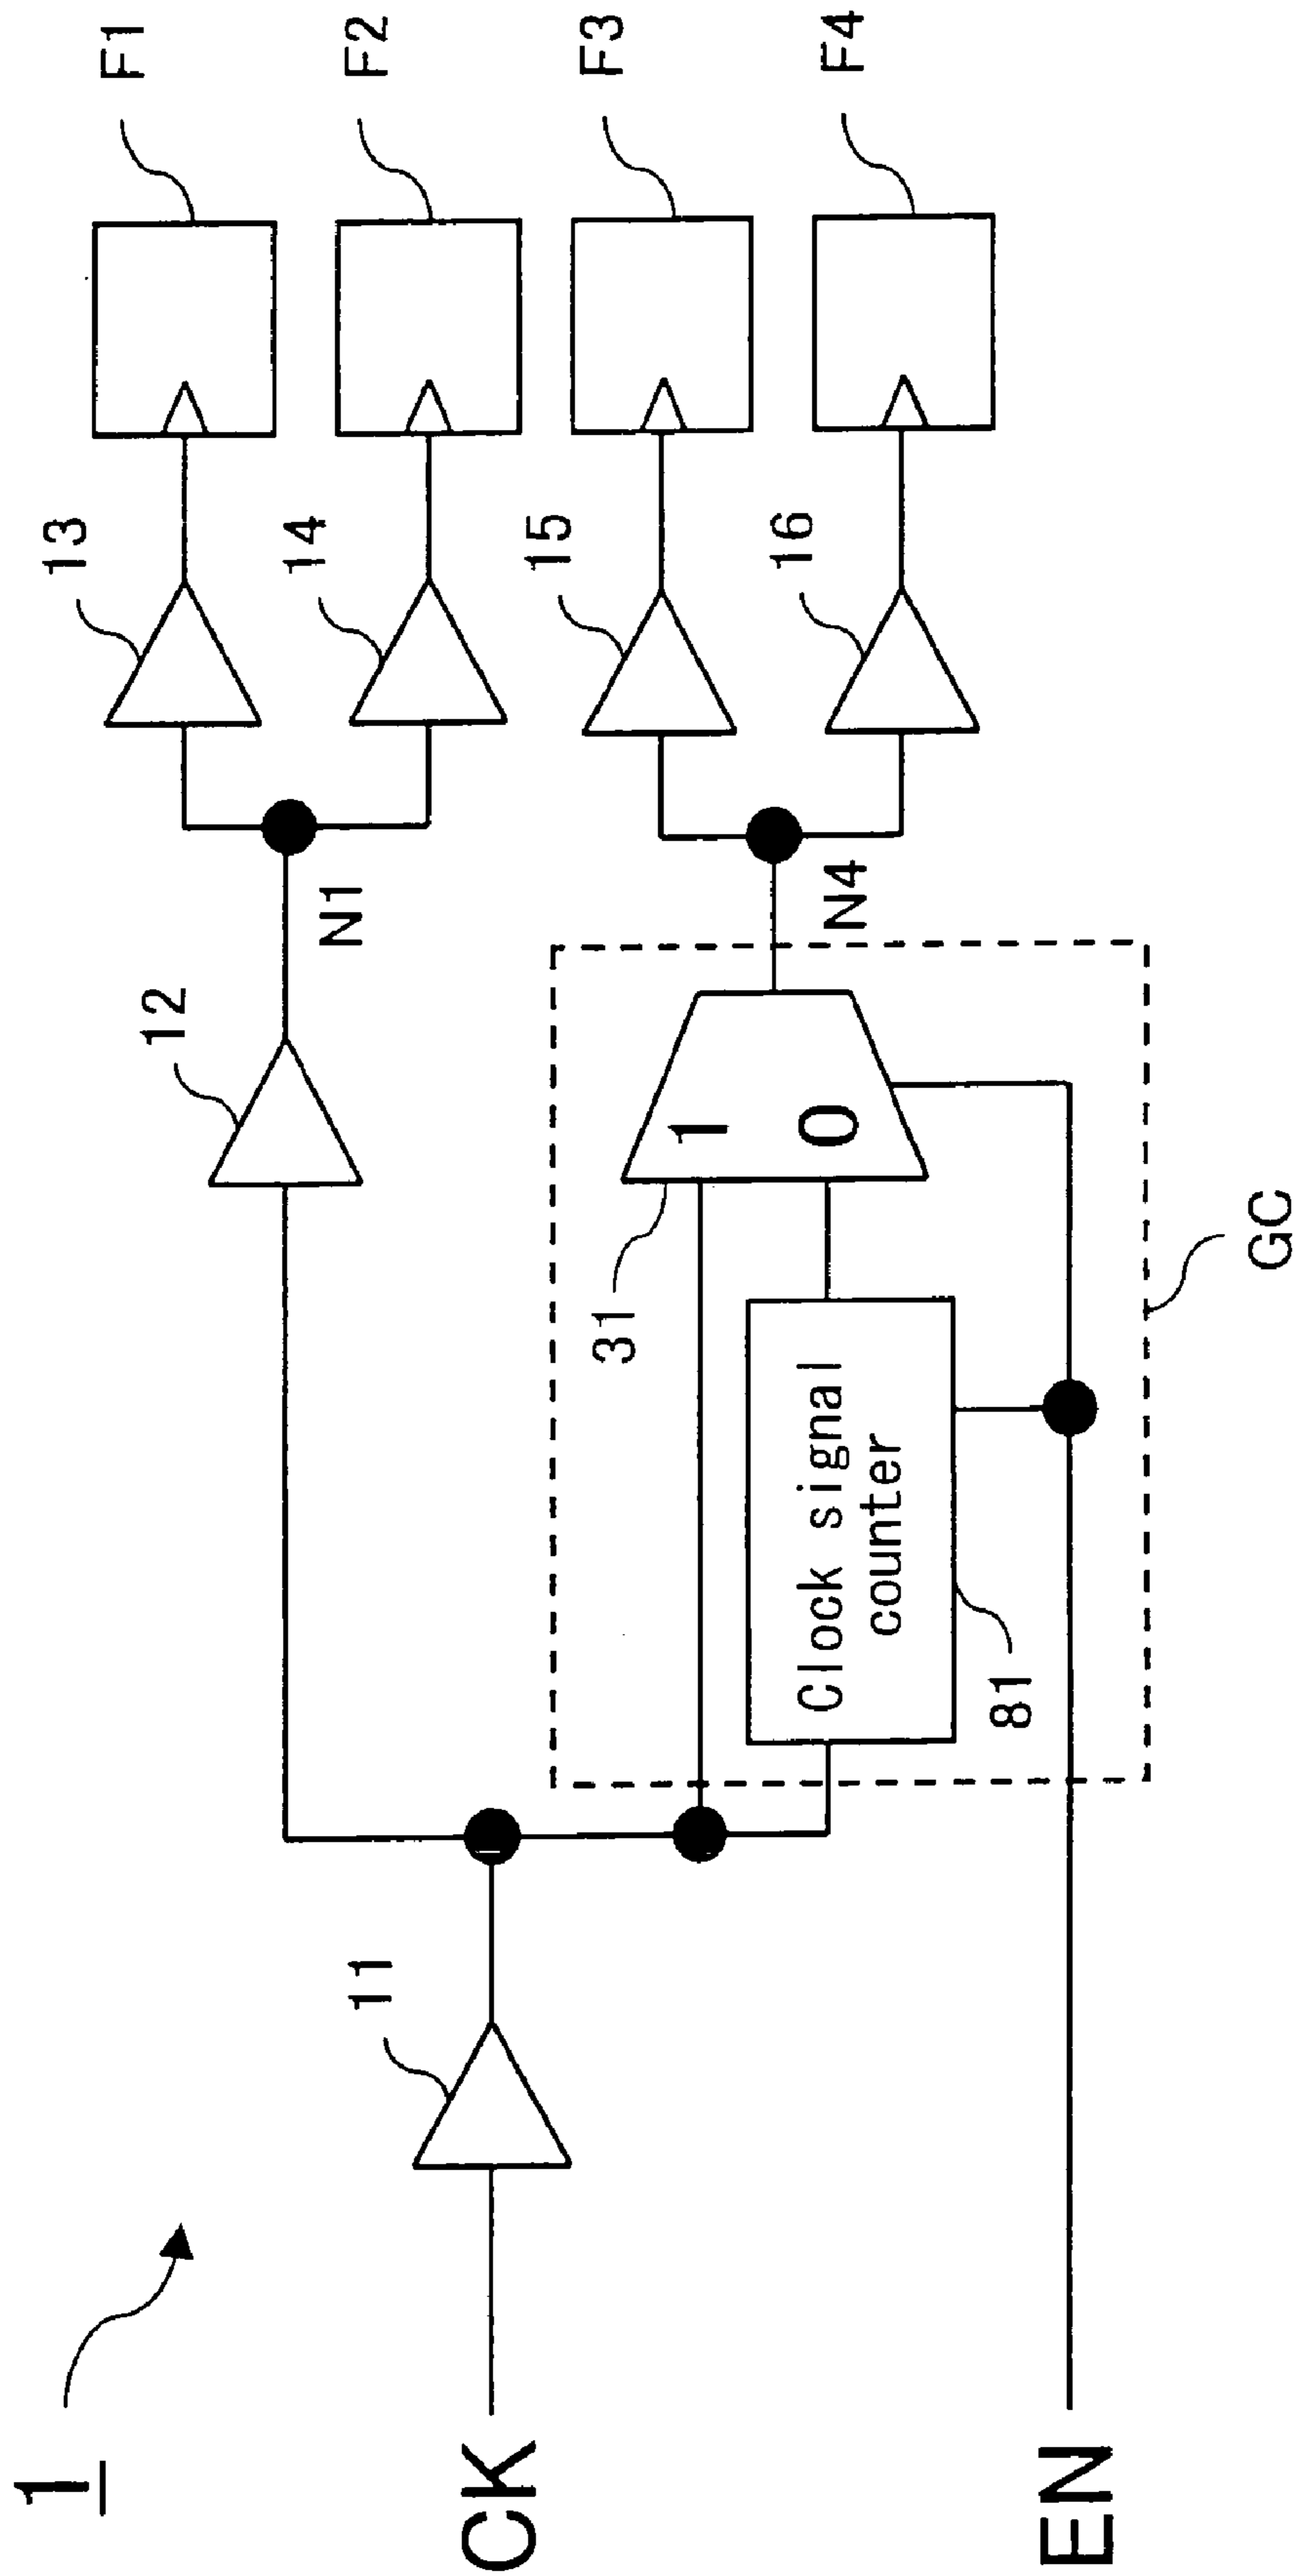 1
CK
EN
11
12
13
14
15
16
F1
F2
F3
F4
N1
N4
31
1
0
Clock signal
counter
81
GC